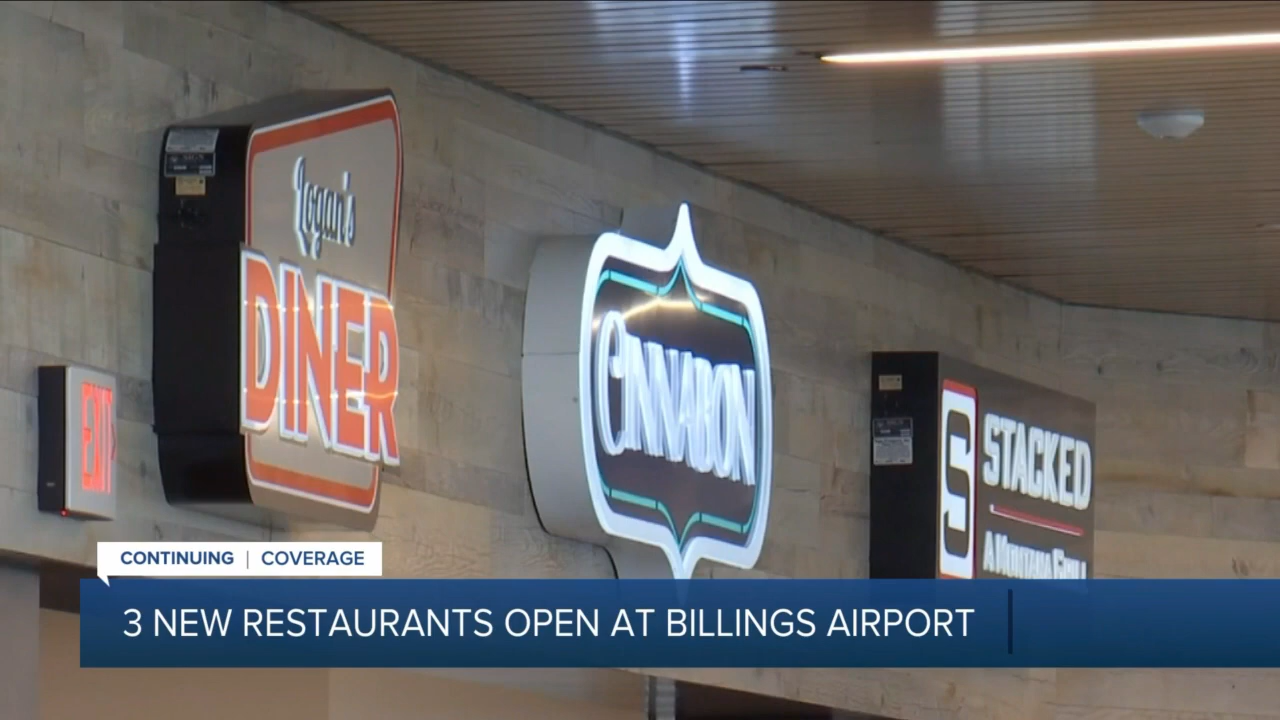 Logan's
DINER
EXIT
CINNABON
S STACKED
A MONTANA GRILL
CONTINUING | COVERAGE
3 NEW RESTAURANTS OPEN AT BILLINGS AIRPORT